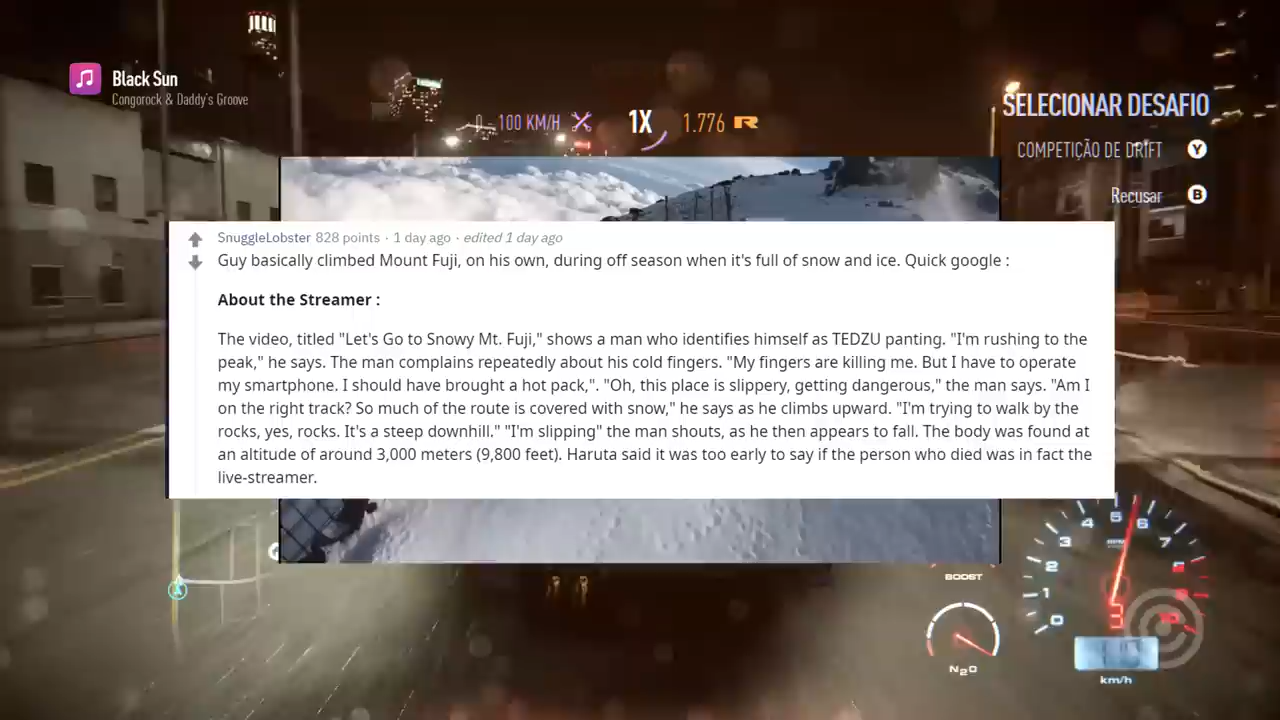 Black Sun
Congorock & Daddy's Groove
0 - 100 KM/H
1X
1.776 R
SELECIONAR DESAFIO
COMPETIÇÃO DE DRIFT Y
Recusar B
SnuggleLobster 828 points · 1 day ago · edited 1 day ago
Guy basically climbed Mount Fuji, on his own, during off season when it's full of snow and ice. Quick google :
About the Streamer :
The video, titled "Let's Go to Snowy Mt. Fuji," shows a man who identifies himself as TEDZU panting. "I'm rushing to the
peak," he says. The man complains repeatedly about his cold fingers. "My fingers are killing me. But I have to operate
my smartphone. I should have brought a hot pack,". "Oh, this place is slippery, getting dangerous," the man says. "Am I
on the right track? So much of the route is covered with snow," he says as he climbs upward. "I'm trying to walk by the
rocks, yes, rocks. It's a steep downhill." "I'm slipping" the man shouts, as he then appears to fall. The body was found at
an altitude of around 3,000 meters (9,800 feet). Haruta said it was too early to say if the person who died was in fact the
live-streamer.
0 1 2 3 4 5 6 7
3
BOOST
N2O
km/h